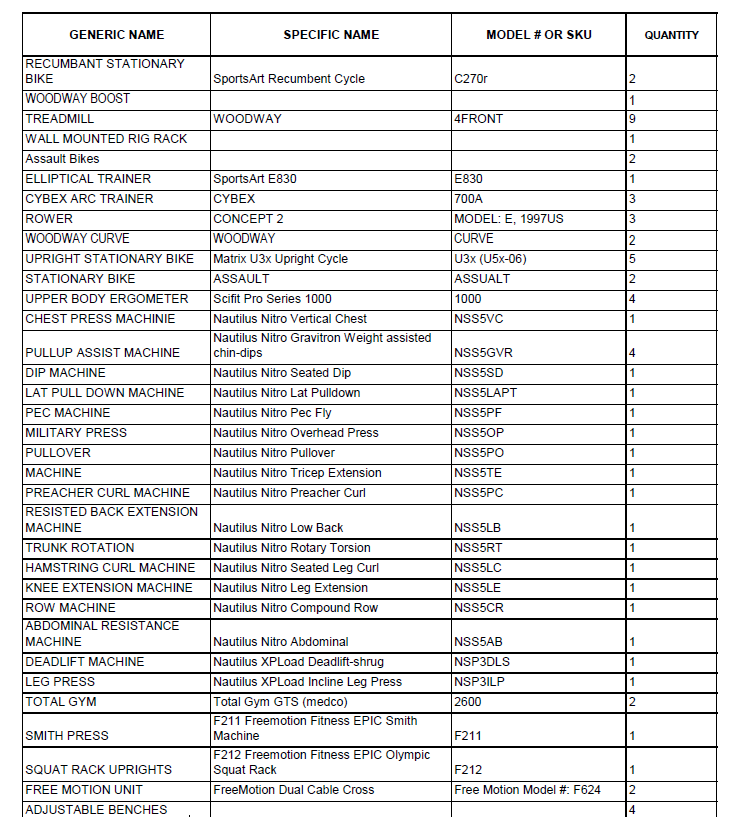 GENERIC NAME SPECIFIC NAME MODEL # OR SKU QUANTITY
RECUMBANT STATIONARY
BIKE SportsArt Recumbent Cycle C270r 2
WOODWAY BOOST 1
TREADMILL WOODWAY 4FRONT 9
WALL MOUNTED RIG RACK 1
Assault Bikes 2
ELLIPTICAL TRAINER SportsArt E830 E830 1
CYBEX ARC TRAINER CYBEX 700A 3
ROWER CONCEPT 2 MODEL: E, 1997US 3
WOODWAY CURVE WOODWAY CURVE 2
UPRIGHT STATIONARY BIKE Matrix U3x Upright Cycle U3x (U5x-06) 5
STATIONARY BIKE ASSAULT ASSUALT 2
UPPER BODY ERGOMETER Scifit Pro Series 1000 1000 4
CHEST PRESS MACHINIE Nautilus Nitro Vertical Chest NSS5VC 1
Nautilus Nitro Gravitron Weight assisted
PULLUP ASSIST MACHINE chin-dips NSS5GVR 4
DIP MACHINE Nautilus Nitro Seated Dip NSS5SD 1
LAT PULL DOWN MACHINE Nautilus Nitro Lat Pulldown NSS5LAPT 1
PEC MACHINE Nautilus Nitro Pec Fly NSS5PF 1
MILITARY PRESS Nautilus Nitro Overhead Press NSS5OP 1
PULLOVER Nautilus Nitro Pullover NSS5PO 1
MACHINE Nautilus Nitro Tricep Extension NSS5TE 1
PREACHER CURL MACHINE Nautilus Nitro Preacher Curl NSS5PC 1
RESISTED BACK EXTENSION
MACHINE Nautilus Nitro Low Back NSS5LB 1
TRUNK ROTATION Nautilus Nitro Rotary Torsion NSS5RT 1
HAMSTRING CURL MACHINE Nautilus Nitro Seated Leg Curl NSS5LC 1
KNEE EXTENSION MACHINE Nautilus Nitro Leg Extension NSS5LE 1
ROW MACHINE Nautilus Nitro Compound Row NSS5CR 1
ABDOMINAL RESISTANCE
MACHINE Nautilus Nitro Abdominal NSS5AB 1
DEADLIFT MACHINE Nautilus XPLoad Deadlift-shrug NSP3DLS 1
LEG PRESS Nautilus XPLoad Incline Leg Press NSP3ILP 1
TOTAL GYM Total Gym GTS (medco) 2600 2
F211 Freemotion Fitness EPIC Smith
SMITH PRESS Machine F211 1
F212 Freemotion Fitness EPIC Olympic
SQUAT RACK UPRIGHTS Squat Rack F212 1
FREE MOTION UNIT FreeMotion Dual Cable Cross Free Motion Model #: F624 2
ADJUSTABLE BENCHES 4